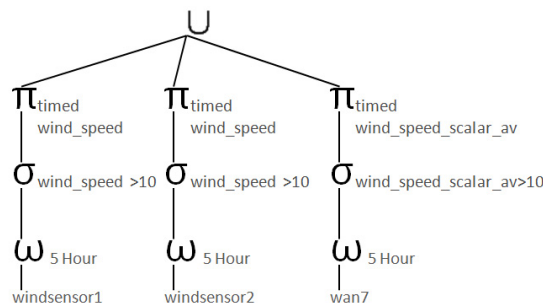 U
π timed π timed π timed
wind_speed wind_speed wind_speed_scalar_av
σ wind_speed >10 σ wind_speed >10 σ wind_speed_scalar_av>10
ω 5 Hour ω 5 Hour ω 5 Hour
windsensor1 windsensor2 wan7